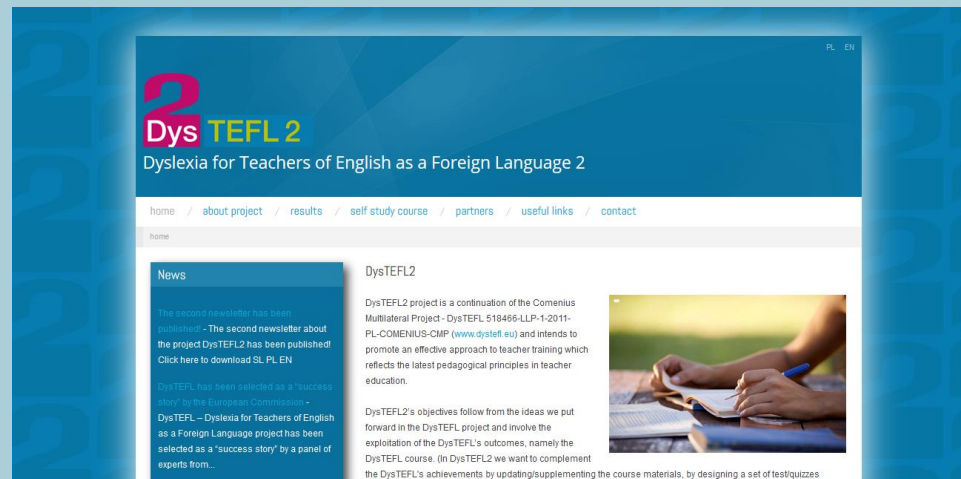 PL EN
2
Dys TEFL 2
Dyslexia for Teachers of English as a Foreign Language 2
home / about project / results / self study course / partners / useful links / contact
home
News
The second newsletter has been
published! - The second newsletter about
the project DysTEFL2 has been published!
Click here to download SL PL EN
DysTEFL has been selected as a "success
story" by the European Commission -
DysTEFL – Dyslexia for Teachers of English
as a Foreign Language project has been
selected as a "success story" by a panel of
experts from...
DysTEFL2
DysTEFL2 project is a continuation of the Comenius
Multilateral Project - DysTEFL 518466-LLP-1-2011-
PL-COMENIUS-CMP (www.dystefl.eu) and intends to
promote an effective approach to teacher training which
reflects the latest pedagogical principles in teacher
education.
DysTEFL2's objectives follow from the ideas we put
forward in the DysTEFL project and involve the
exploitation of the DysTEFL's outcomes, namely the
DysTEFL course. (In DysTEFL2 we want to complement
the DysTEFL's achievements by updating/supplementing the course materials, by designing a set of test/quizzes